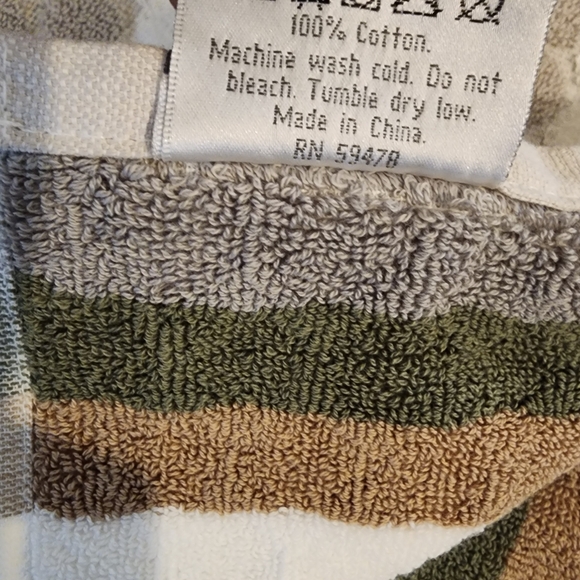 100% Cotton.
Machine wash cold. Do not
bleach. Tumble dry low.
Made in China.
RN 59478